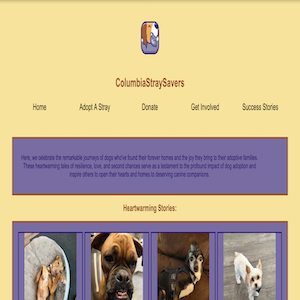 ColumbiaStraySavers
Home Adopt A Stray Donate Get Involved Success Stories
Here, we celebrate the remarkable journeys of dogs who've found their forever homes and the joy they bring to their adoptive families.
These heartwarming tales of resilience, love, and second chances serve as a testament to the profound impact of dog adoption and
inspire others to open their hearts and homes to deserving canine companions.
Heartwarming Stories: